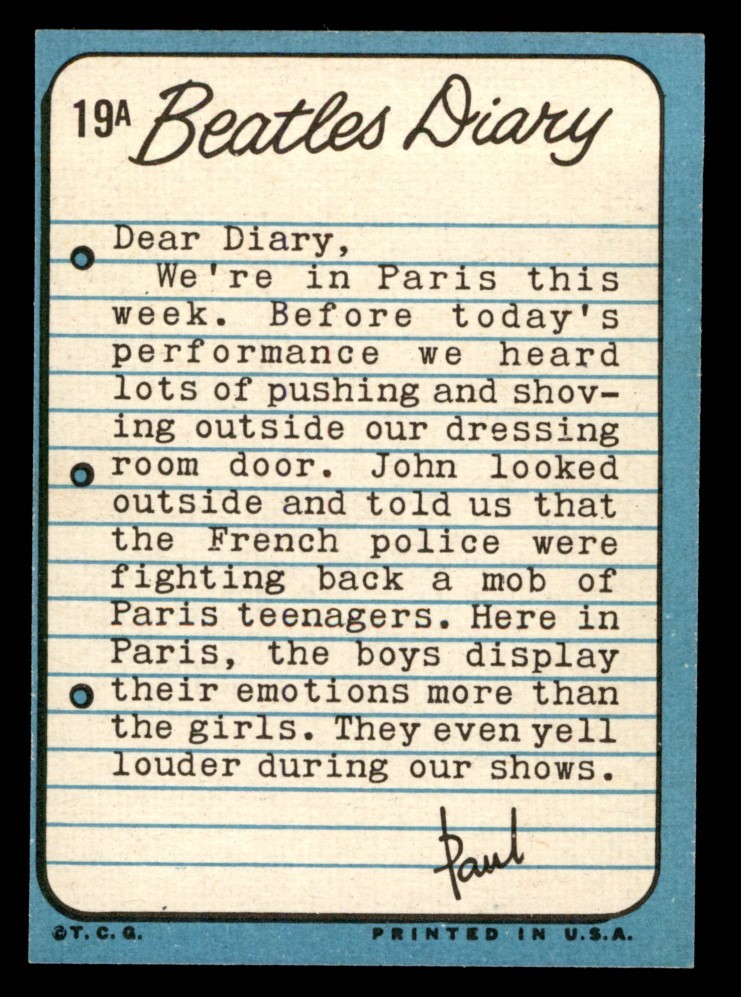 19A Beatles Diary
Dear Diary,
We're in Paris this
week. Before today's
performance we heard
lots of pushing and shov-
ing outside our dressing
room door. John looked
outside and told us that
the French police were
fighting back a mob of
Paris teenagers. Here in
Paris, the boys display
their emotions more than
the girls. They even yell
louder during our shows.
Paul
©T.C.G. PRINTED IN U.S.A.